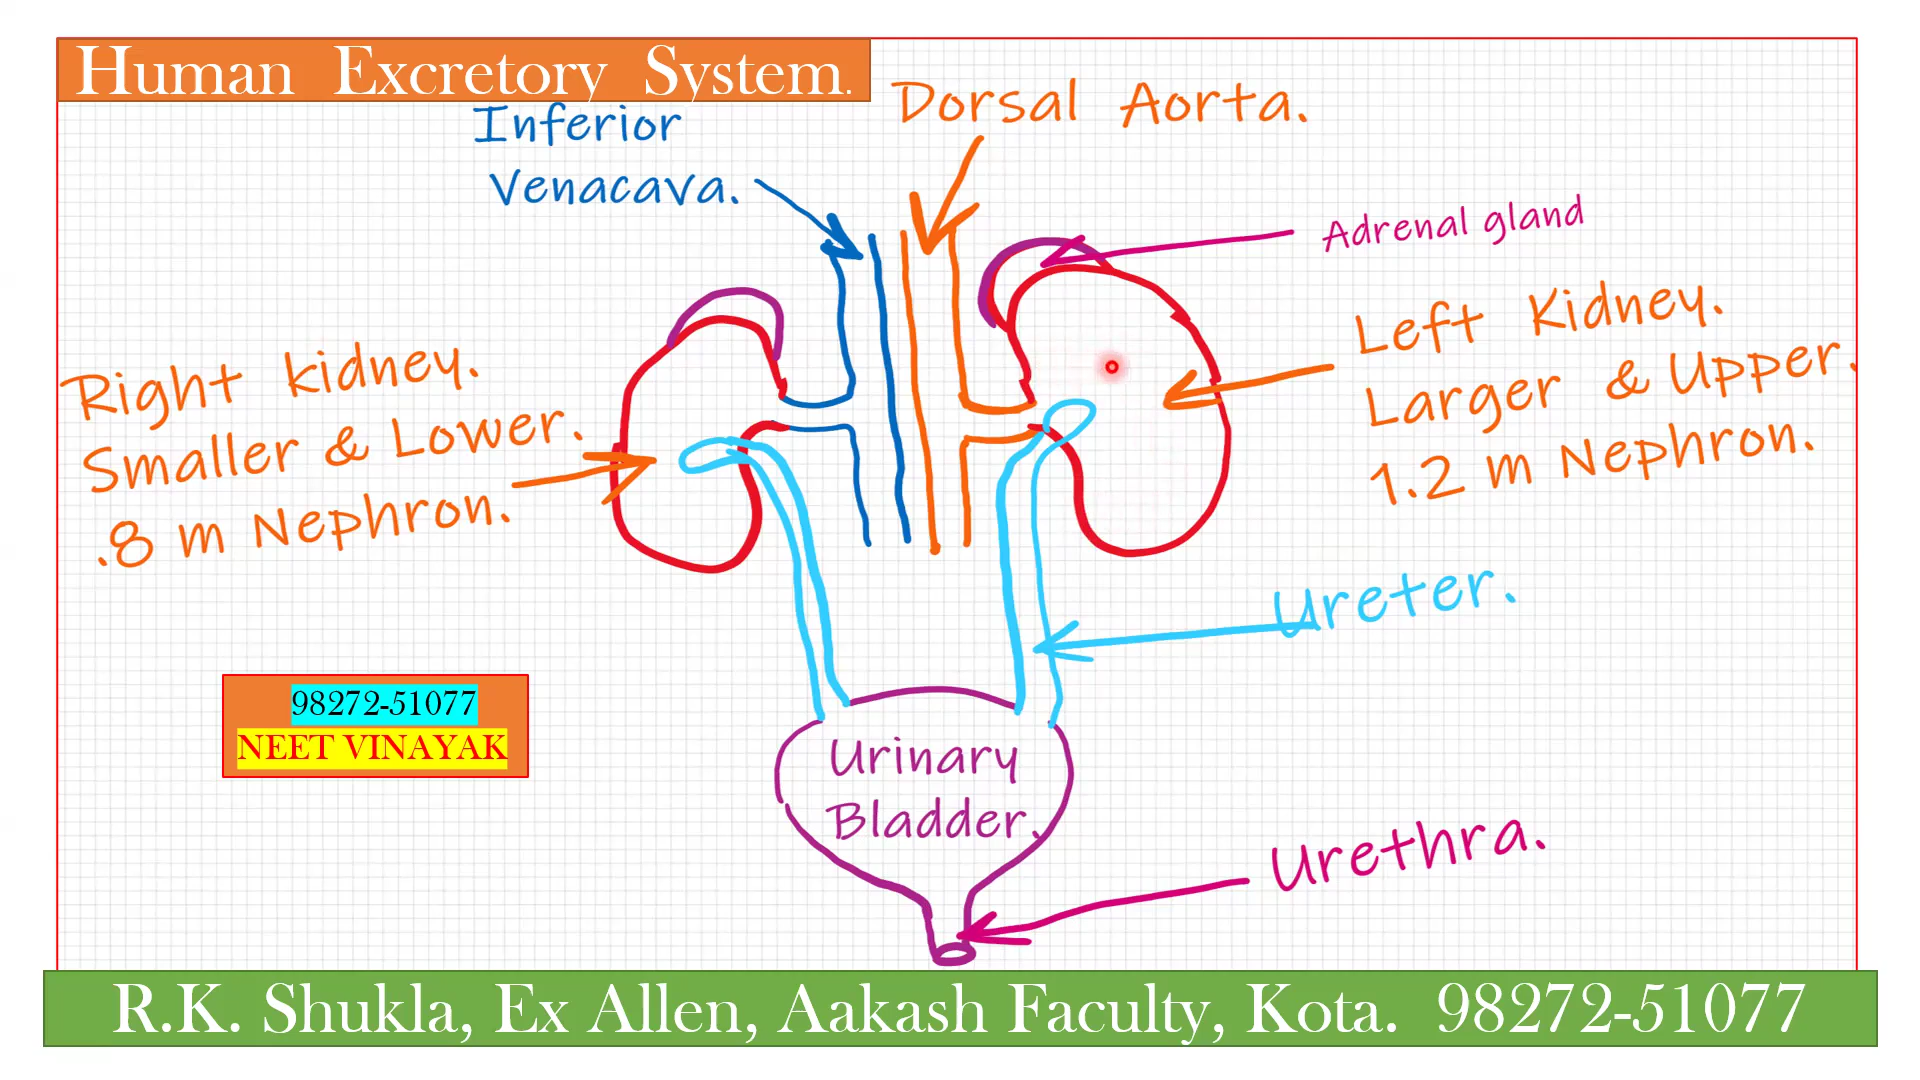 Human Excretory System.
Inferior
Venacava.
Dorsal Aorta.
Adrenal gland
Right kidney.
Smaller & Lower.
.8 m Nephron.
Left Kidney.
Larger & Upper.
1.2 m Nephron.
Ureter.
98272-51077
NEET VINAYAK
Urinary
Bladder.
Urethra.
R.K. Shukla, Ex Allen, Aakash Faculty, Kota. 98272-51077